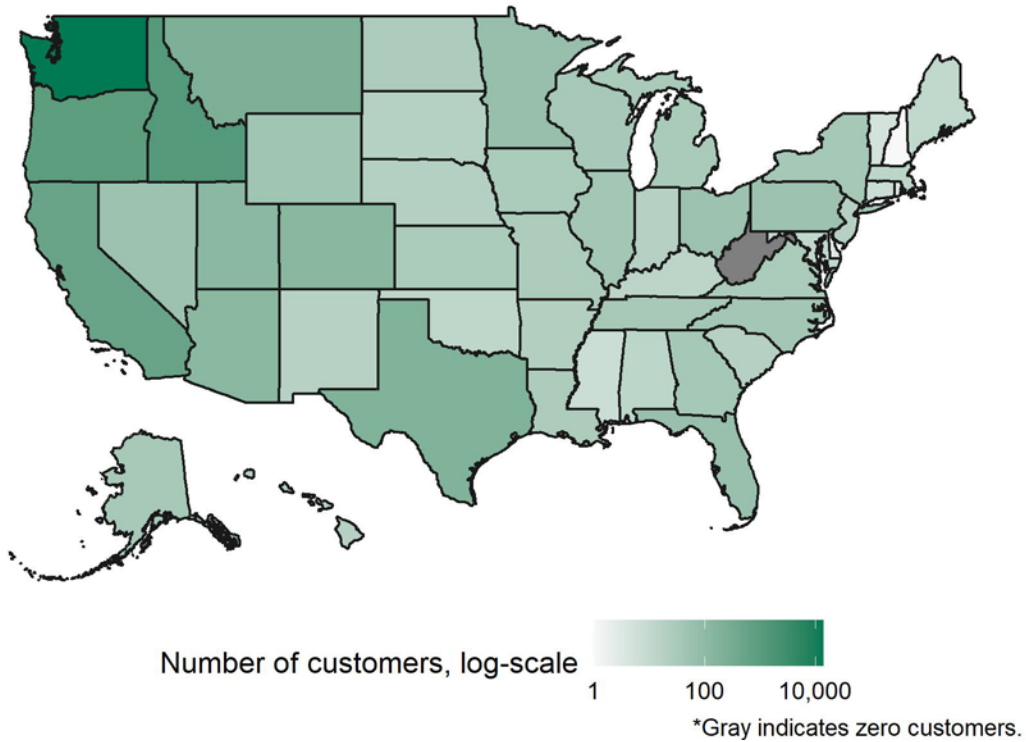 Number of customers, log-scale
1 100 10,000
*Gray indicates zero customers.